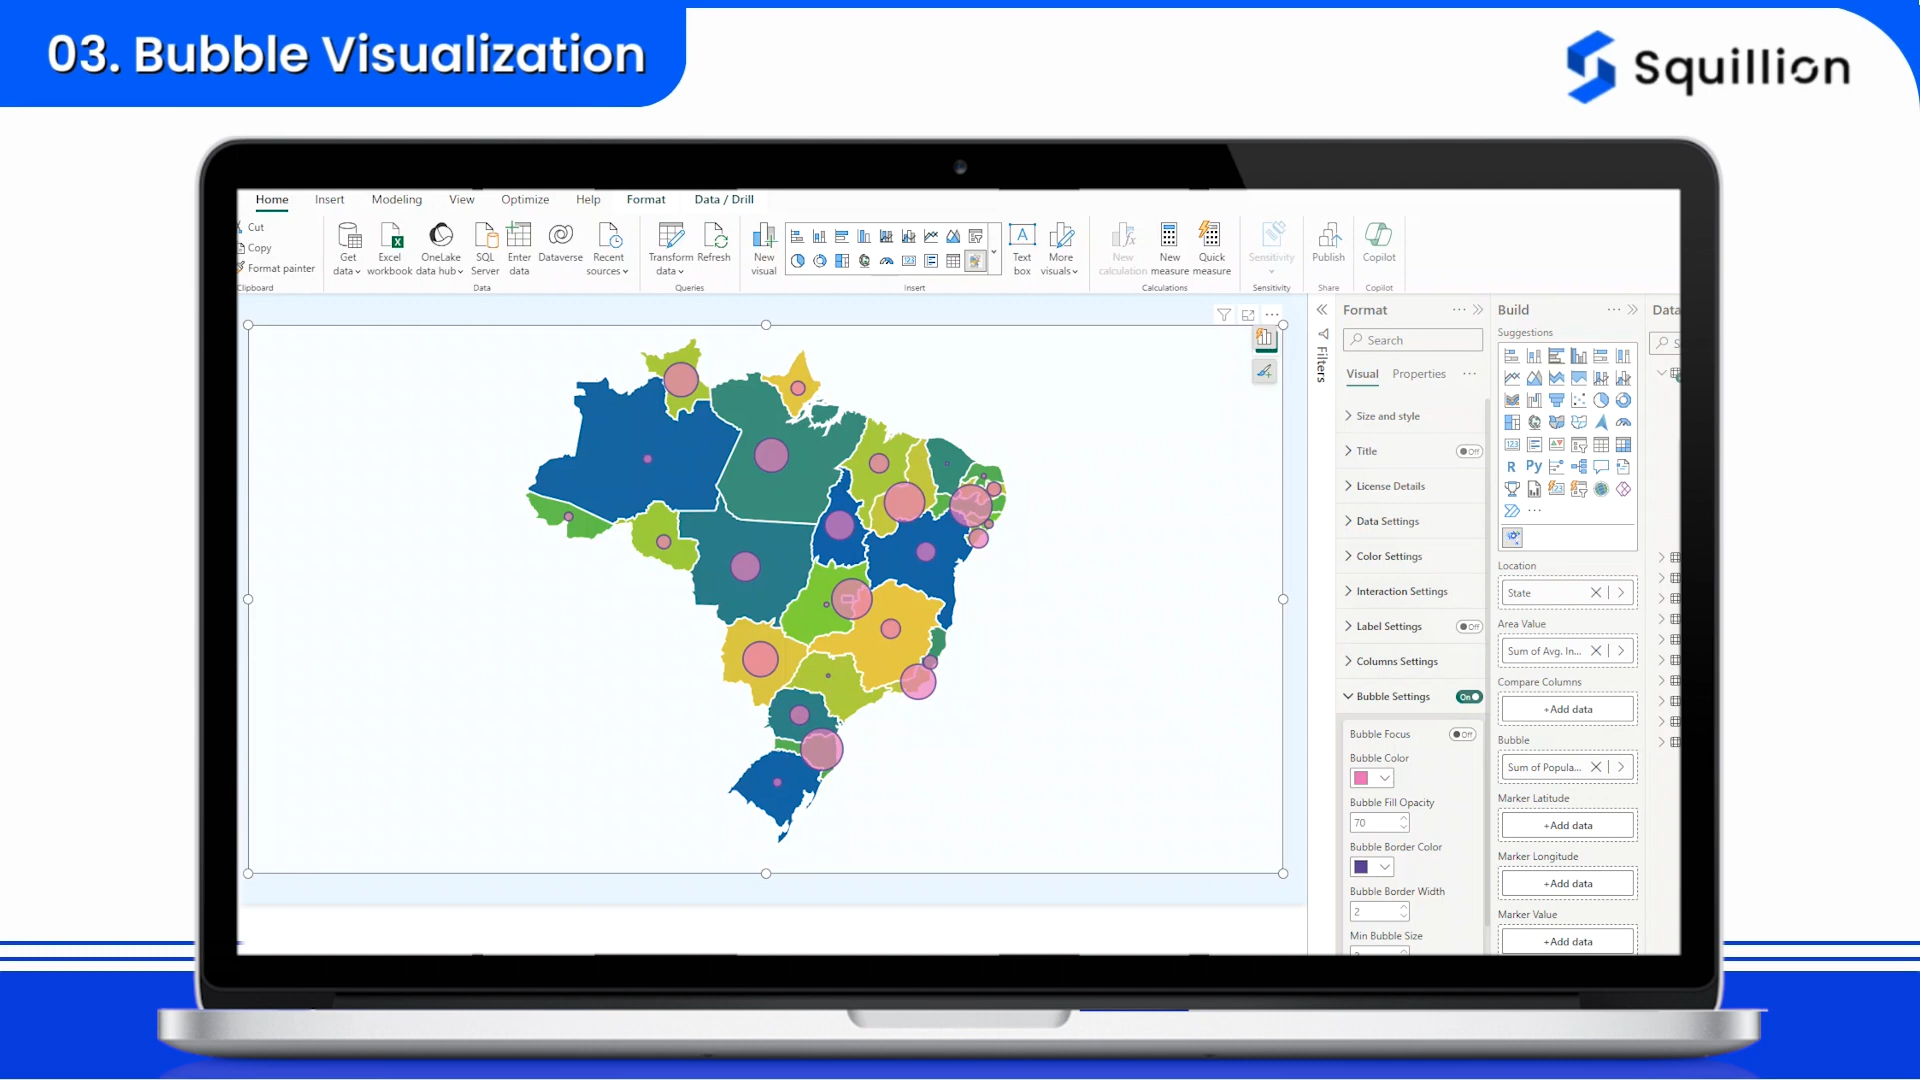 03. Bubble Visualization
Squillion
Home Insert Modeling View Optimize Help Format Data / Drill
Cut
Copy
Format painter
Clipboard
Get data
Excel workbook
OneLake data hub
SQL Server
Enter data
Dataverse
Recent sources
Data
Transform data
Refresh
Queries
New visual
Insert
Text box
More visuals
New calculation
New measure
Quick measure
Calculations
Sensitivity
Sensitivity
Publish
Share
Copilot
Copilot
Filters
Format
Search
Visual Properties
Size and style
Title Off
License Details
Data Settings
Color Settings
Interaction Settings
Label Settings Off
Columns Settings
Bubble Settings On
Bubble Focus Off
Bubble Color
Bubble Fill Opacity
70
Bubble Border Color
Bubble Border Width
2
Min Bubble Size
Build
Suggestions
R Py
123
Location
State
Area Value
Sum of Avg. In...
Compare Columns
+Add data
Bubble
Sum of Popula...
Marker Latitude
+Add data
Marker Longitude
+Add data
Marker Value
+Add data
Data